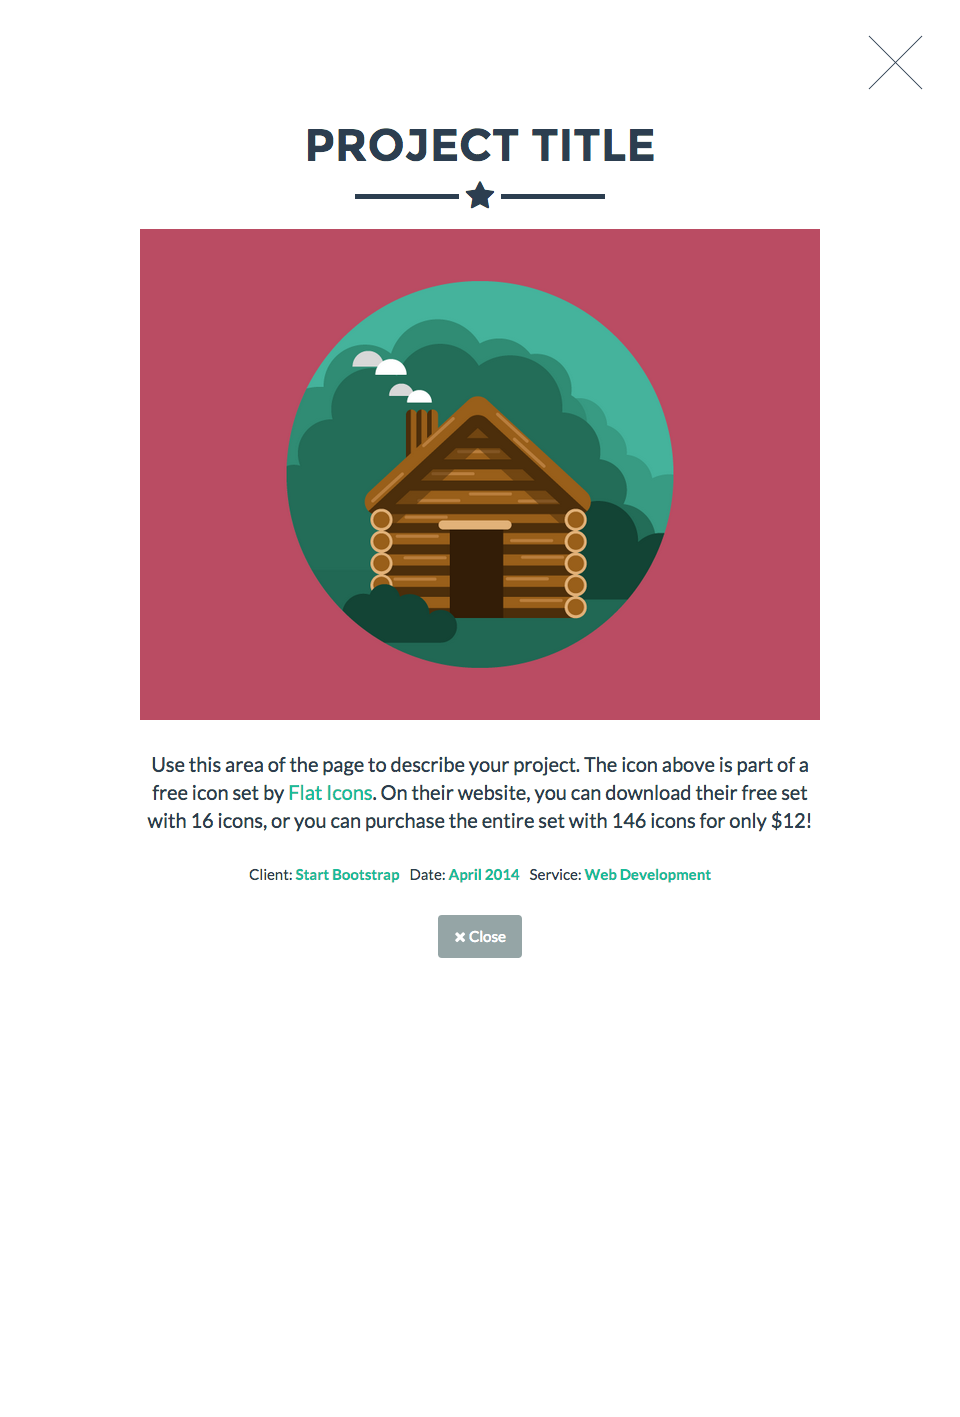 PROJECT TITLE
Use this area of the page to describe your project. The icon above is part of a
free icon set by Flat Icons. On their website, you can download their free set
with 16 icons, or you can purchase the entire set with 146 icons for only $12!
Client: Start Bootstrap Date: April 2014 Service: Web Development
Close